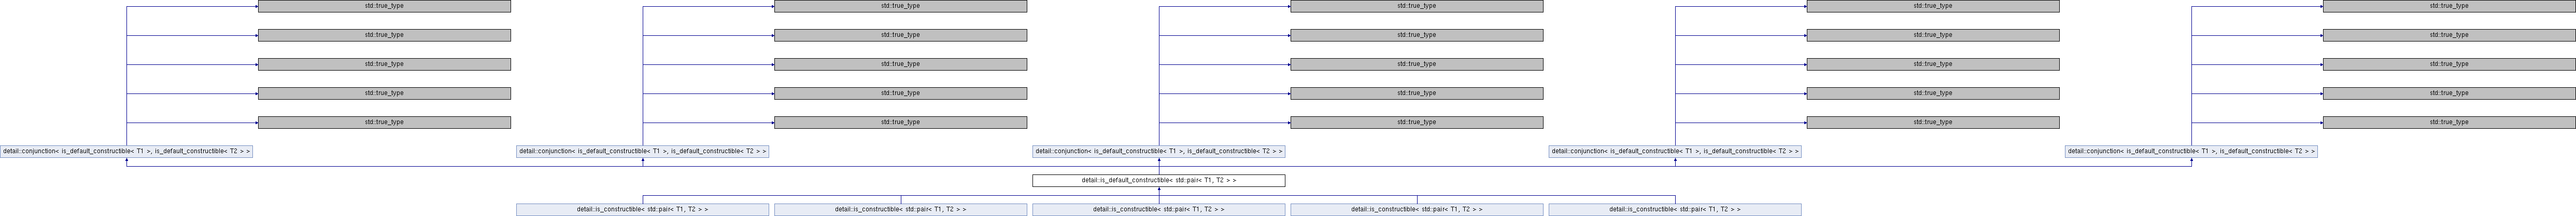 std::true_type std::true_type std::true_type std::true_type std::true_type
std::true_type std::true_type std::true_type std::true_type std::true_type
std::true_type std::true_type std::true_type std::true_type std::true_type
std::true_type std::true_type std::true_type std::true_type std::true_type
std::true_type std::true_type std::true_type std::true_type std::true_type
detail::conjunction< is_default_constructible< T1 >, is_default_constructible< T2 > > detail::conjunction< is_default_constructible< T1 >, is_default_constructible< T2 > > detail::conjunction< is_default_constructible< T1 >, is_default_constructible< T2 > > detail::conjunction< is_default_constructible< T1 >, is_default_constructible< T2 > > detail::conjunction< is_default_constructible< T1 >, is_default_constructible< T2 > >
detail::is_default_constructible< std::pair< T1, T2 > >
detail::is_constructible< std::pair< T1, T2 > > detail::is_constructible< std::pair< T1, T2 > > detail::is_constructible< std::pair< T1, T2 > > detail::is_constructible< std::pair< T1, T2 > > detail::is_constructible< std::pair< T1, T2 > >